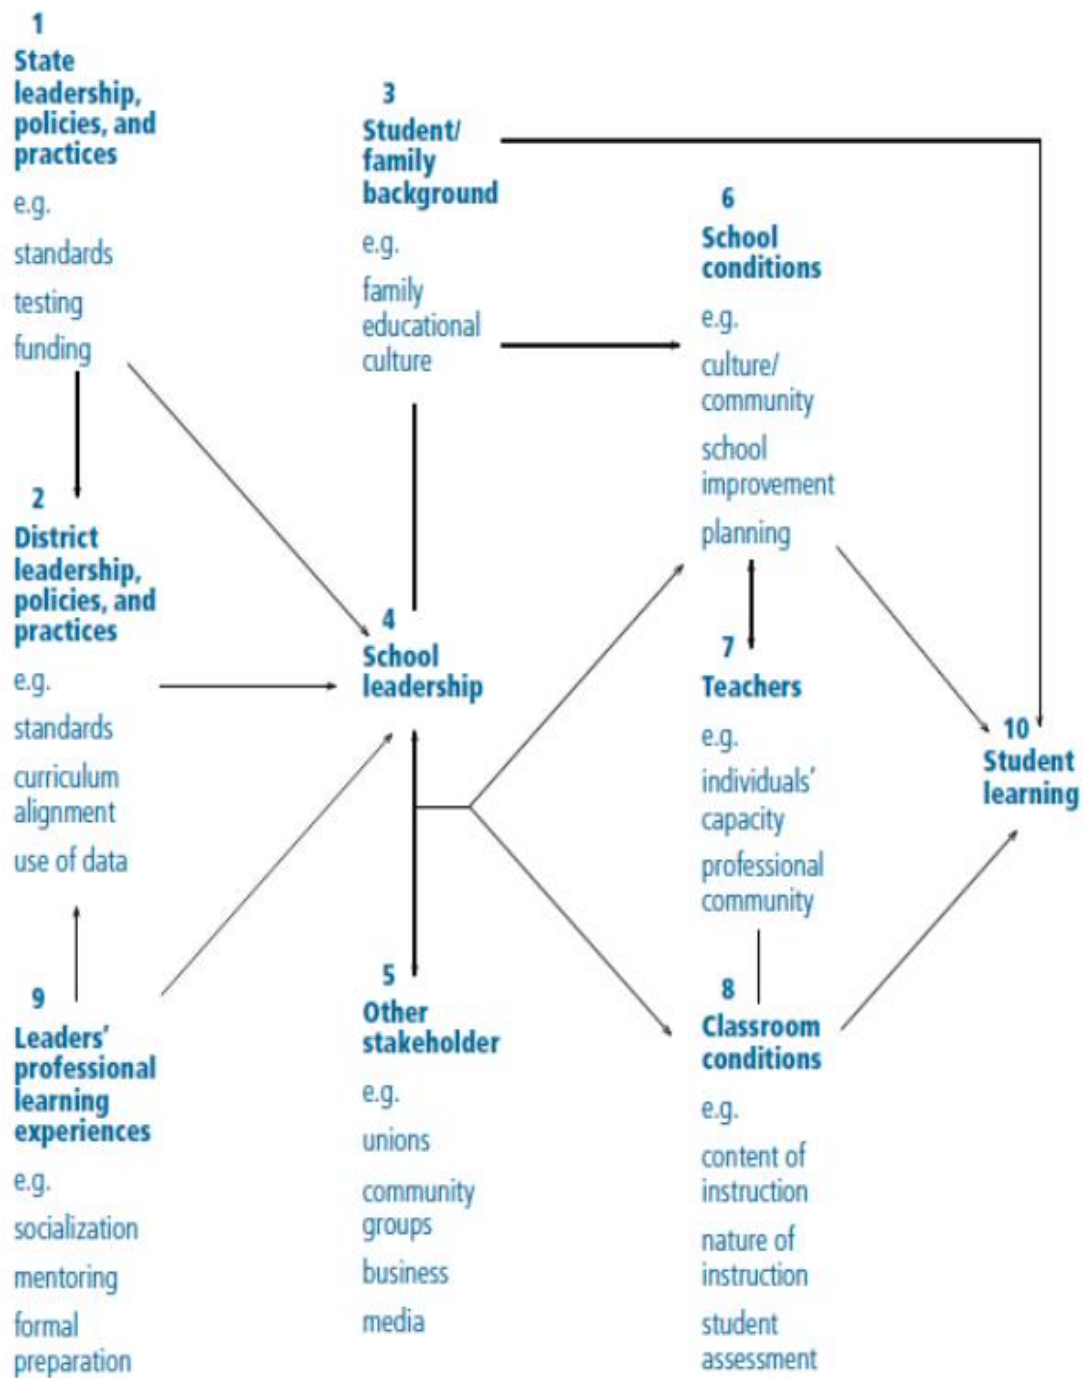 1
State
leadership,
policies, and
practices
e.g.
standards
testing
funding
2
District
leadership,
policies, and
practices
e.g.
standards
curriculum
alignment
use of data
9
Leaders’
professional
learning
experiences
e.g.
socialization
mentoring
formal
preparation
3
Student/
family
background
e.g.
family
educational
culture
4
School
leadership
5
Other
stakeholder
e.g.
unions
community
groups
business
media
6
School
conditions
e.g.
culture/
community
school
improvement
planning
7
Teachers
e.g.
individuals’
capacity
professional
community
8
Classroom
conditions
e.g.
content of
instruction
nature of
instruction
student
assessment
10
Student
learning